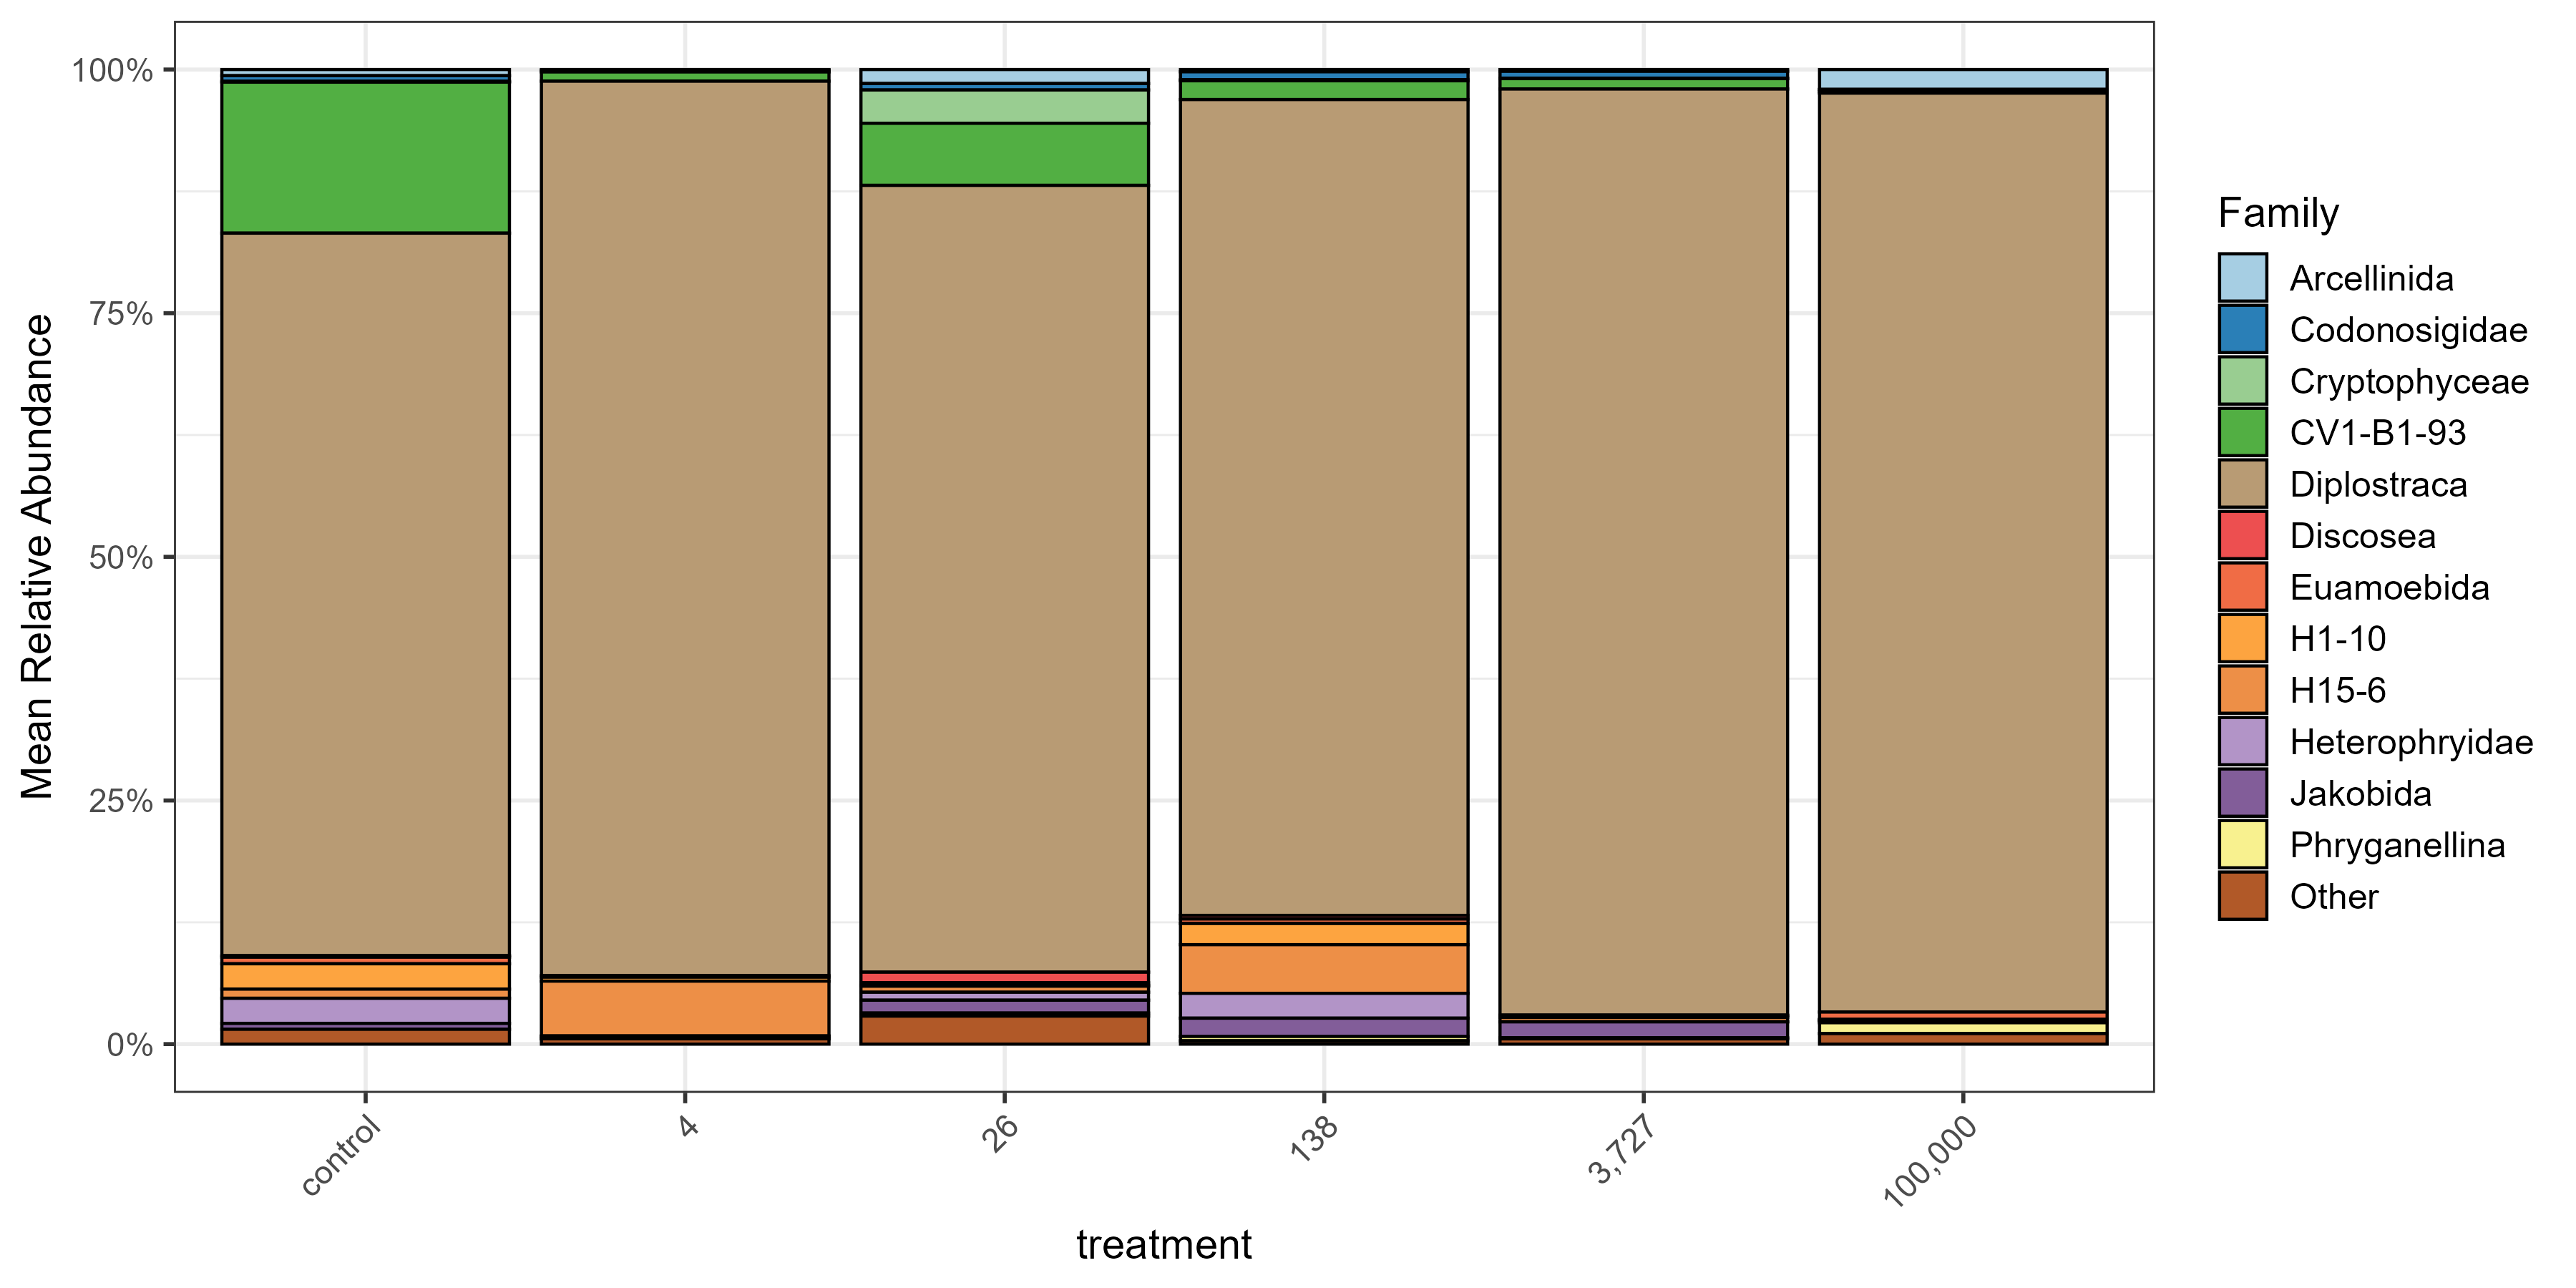 Mean Relative Abundance
100%
75%
50%
25%
0%
control
4
26
138
3,727
100,000
treatment
Family
Arcellinida
Codonosigidae
Cryptophyceae
CV1-B1-93
Diplostraca
Discosea
Euamoebida
H1-10
H15-6
Heterophryidae
Jakobida
Phryganellina
Other